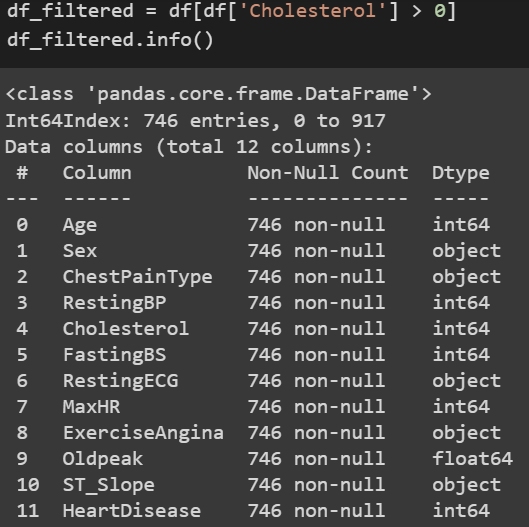 df_filtered = df[df['Cholesterol'] > 0]
df_filtered.info()
<class 'pandas.core.frame.DataFrame'>
Int64Index: 746 entries, 0 to 917
Data columns (total 12 columns):
 #   Column          Non-Null Count  Dtype
---  ------          --------------  -----
 0   Age             746 non-null    int64
 1   Sex             746 non-null    object
 2   ChestPainType   746 non-null    object
 3   RestingBP       746 non-null    int64
 4   Cholesterol     746 non-null    int64
 5   FastingBS       746 non-null    int64
 6   RestingECG      746 non-null    object
 7   MaxHR           746 non-null    int64
 8   ExerciseAngina  746 non-null    object
 9   Oldpeak         746 non-null    float64
 10  ST_Slope        746 non-null    object
 11  HeartDisease    746 non-null    int64